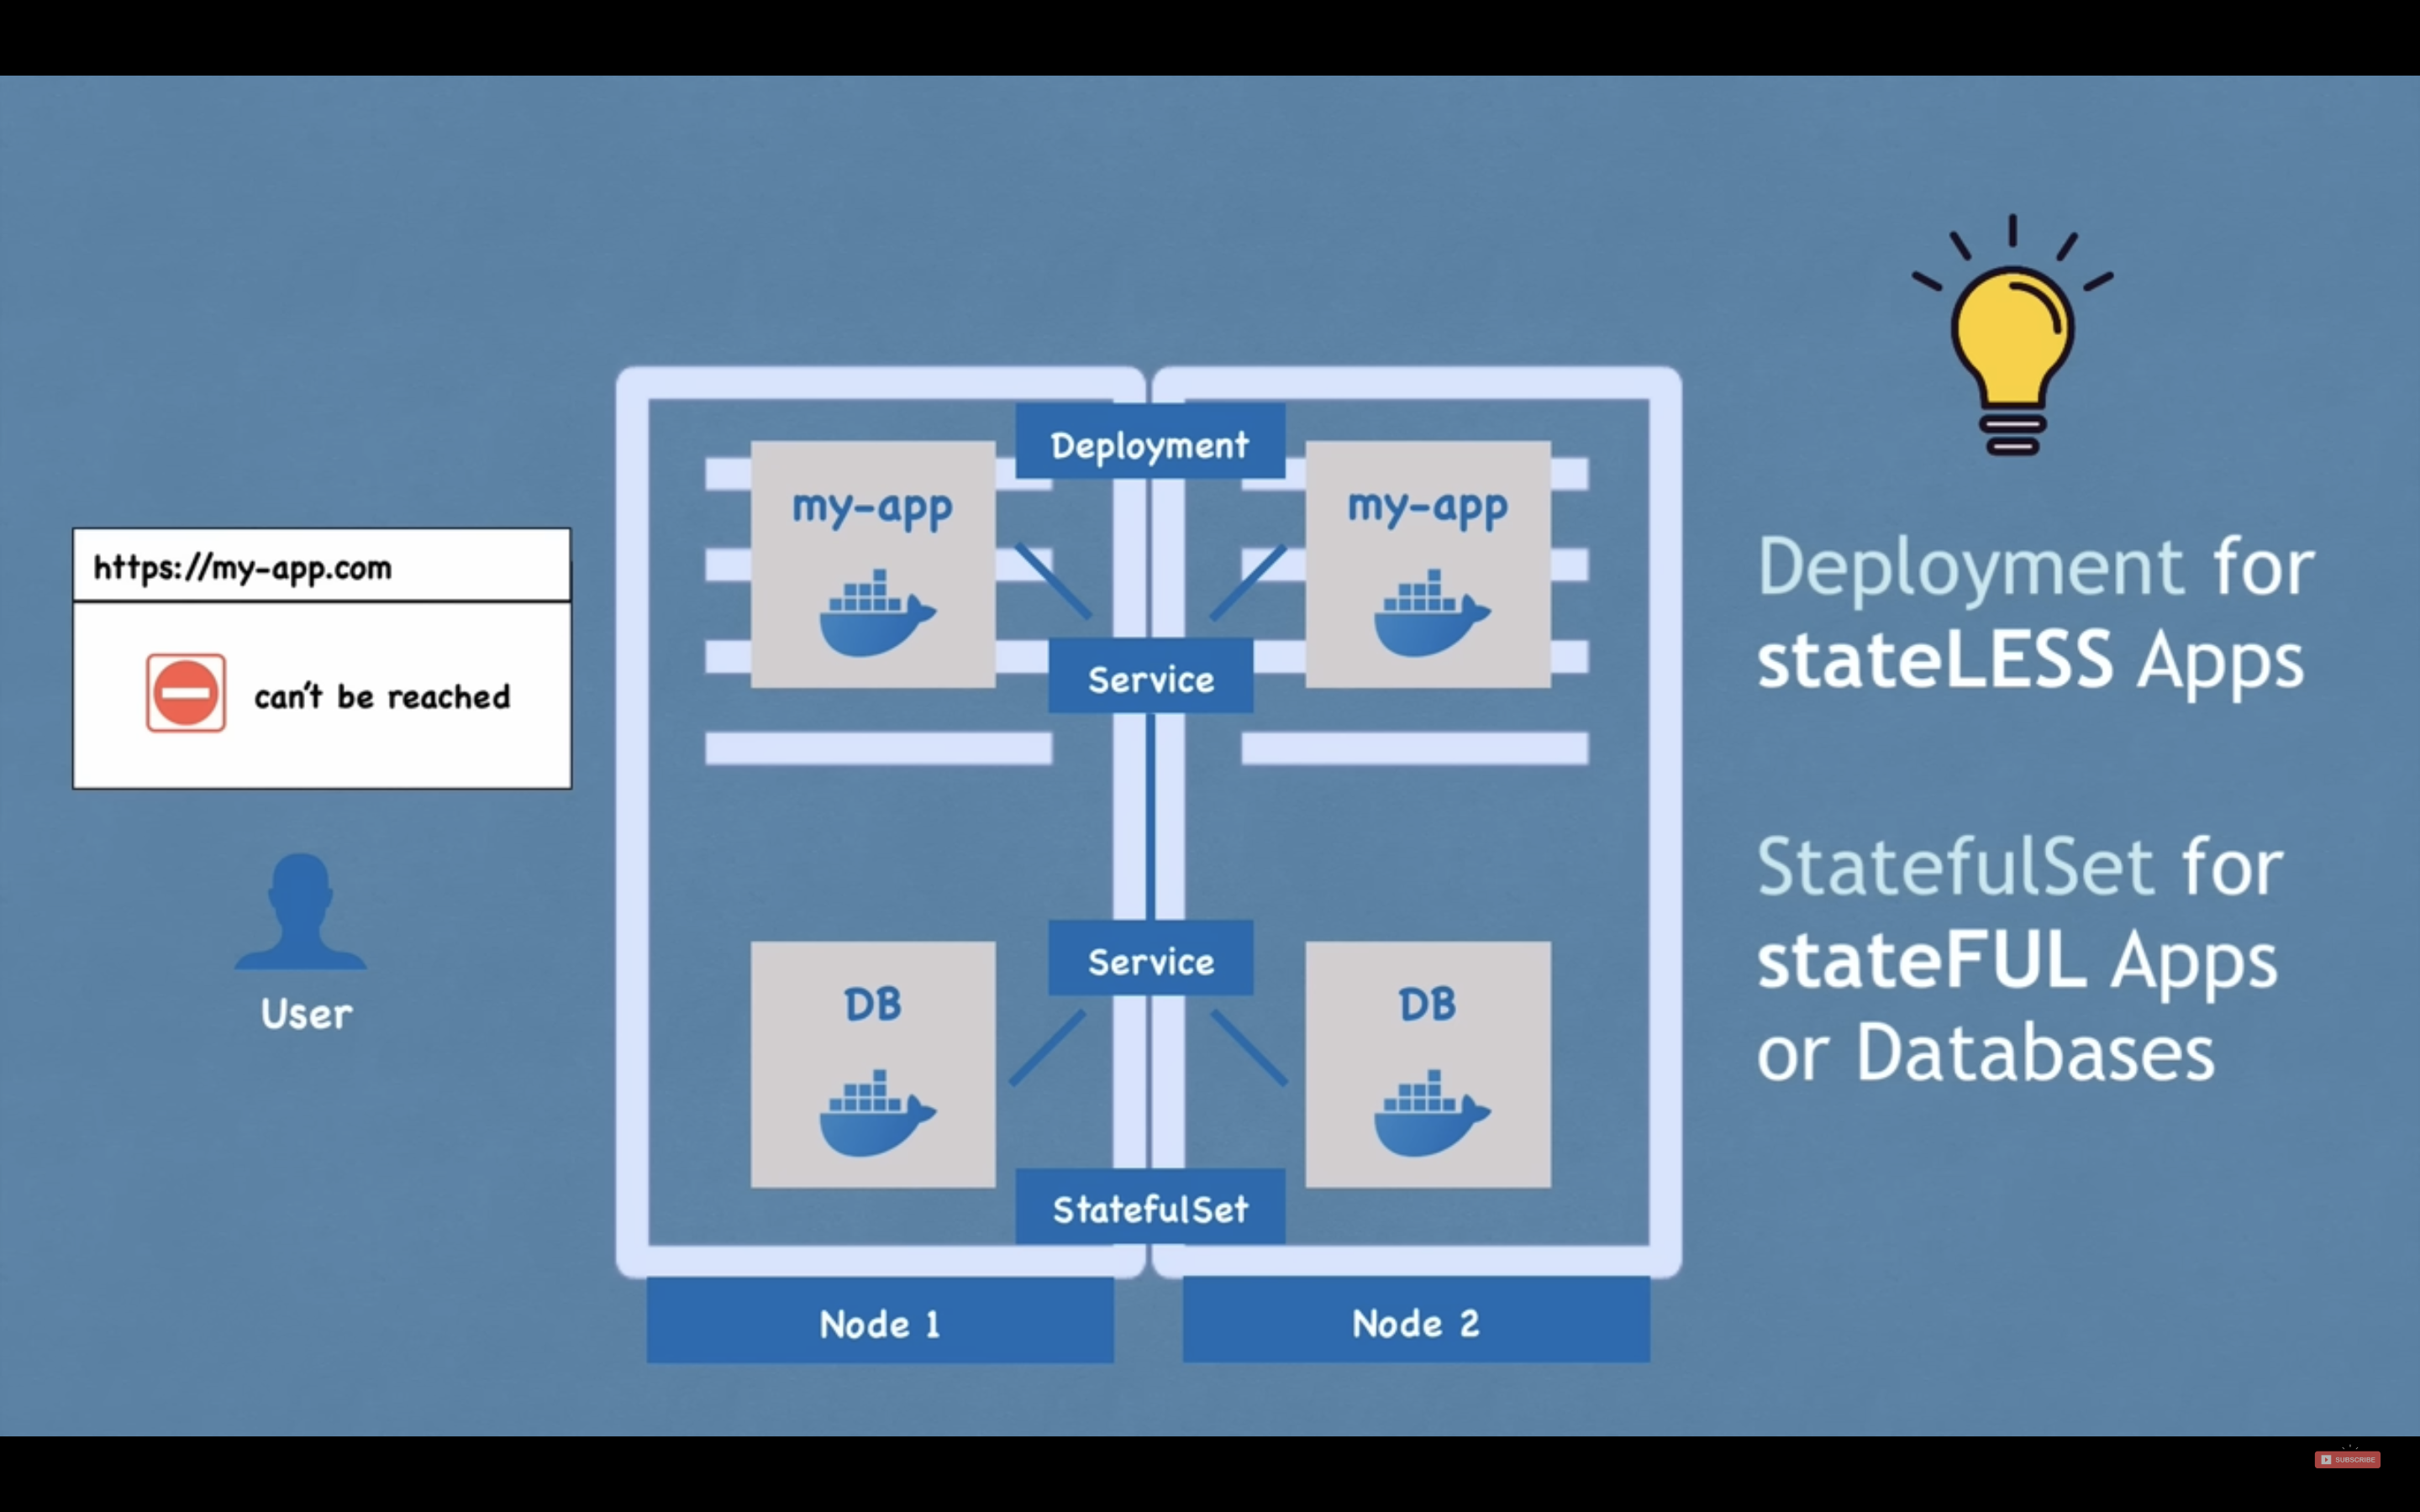 https://my-app.com
can't be reached
User
Deployment
my-app
my-app
Service
Service
DB
DB
StatefulSet
Node 1
Node 2
Deployment for
stateLESS Apps
StatefulSet for
stateFUL Apps
or Databases
SUBSCRIBE